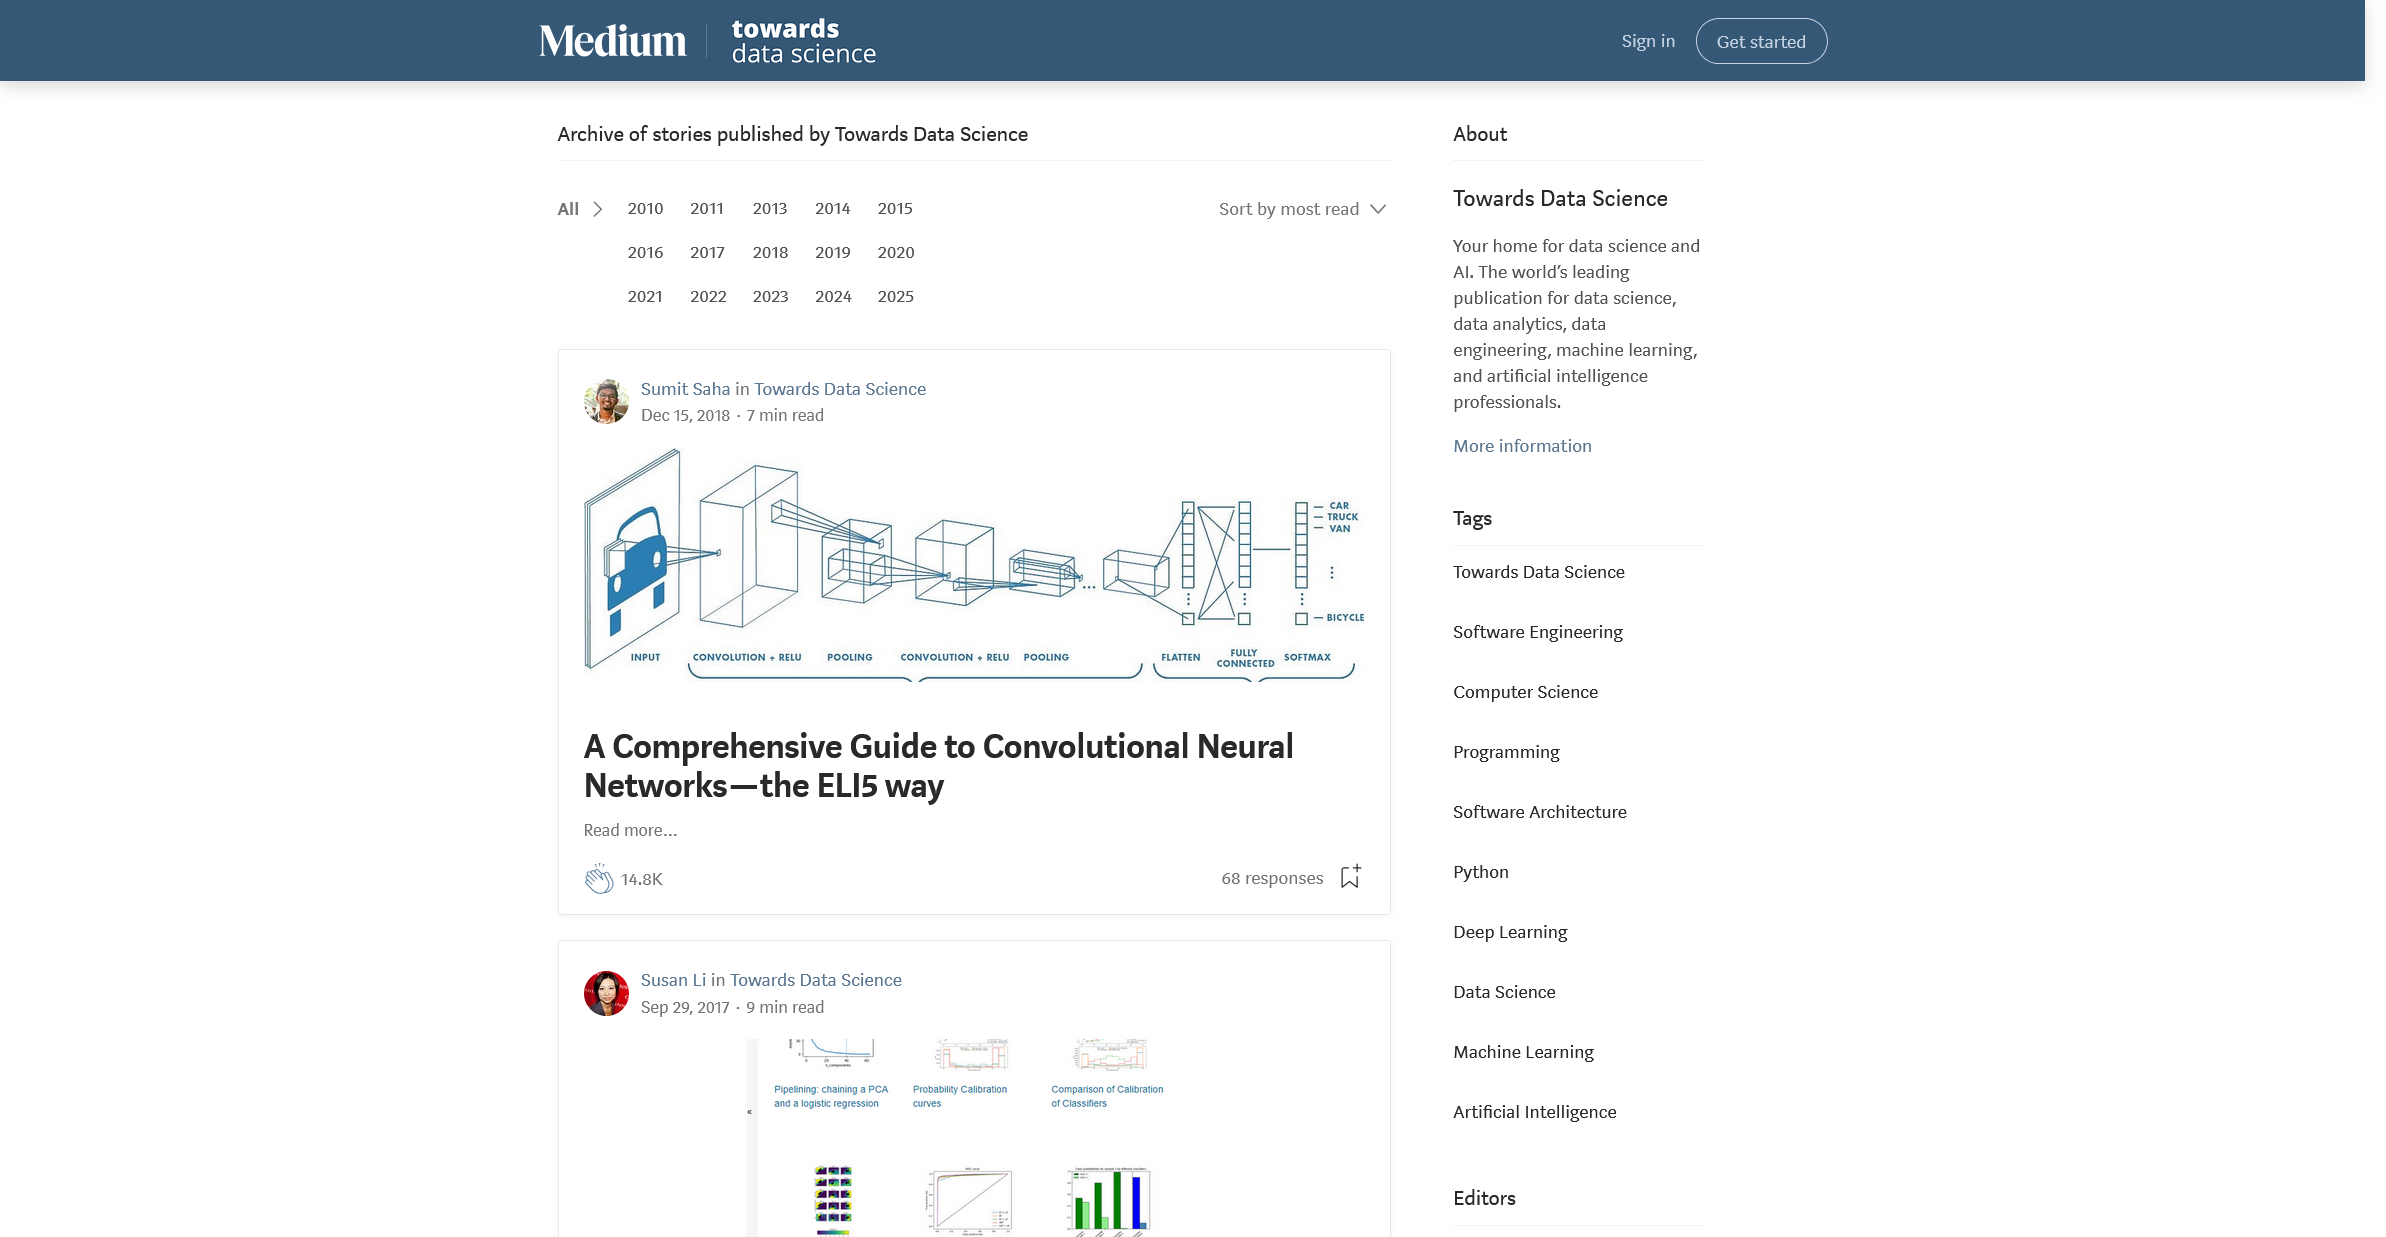 Medium
towards
data science
Sign in
Get started
Archive of stories published by Towards Data Science
All
2010 2011 2013 2014 2015
Sort by most read
2016 2017 2018 2019 2020
2021 2022 2023 2024 2025
Sumit Saha in Towards Data Science
Dec 15, 2018 · 7 min read
CAR
TRUCK
VAN
BICYCLE
INPUT
CONVOLUTION + RELU
POOLING
CONVOLUTION + RELU
POOLING
FLATTEN
FULLY
CONNECTED
SOFTMAX
A Comprehensive Guide to Convolutional Neural
Networks — the ELI5 way
Read more...
14.8K
68 responses
Susan Li in Towards Data Science
Sep 29, 2017 · 9 min read
n_components
Pipelining: chaining a PCA
and a logistic regression
Probability Calibration
curves
Comparison of Calibration
of Classifiers
About
Towards Data Science
Your home for data science and
AI. The world’s leading
publication for data science,
data analytics, data
engineering, machine learning,
and artificial intelligence
professionals.
More information
Tags
Towards Data Science
Software Engineering
Computer Science
Programming
Software Architecture
Python
Deep Learning
Data Science
Machine Learning
Artificial Intelligence
Editors